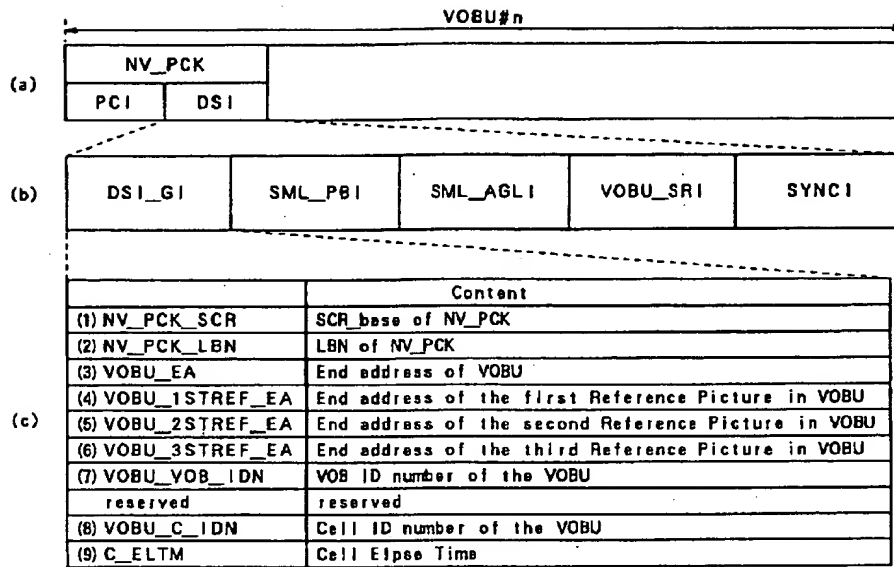 VOBU#n
(a)
NV_PCK
PCI DSI
(b)
DSI_GI SML_PBI SML_AGLI VOBU_SRI SYNCI
(c)
Content
(1) NV_PCK_SCR SCR_base of NV_PCK
(2) NV_PCK_LBN LBN of NV_PCK
(3) VOBU_EA End address of VOBU
(4) VOBU_1STREF_EA End address of the first Reference Picture in VOBU
(5) VOBU_2STREF_EA End address of the second Reference Picture in VOBU
(6) VOBU_3STREF_EA End address of the third Reference Picture in VOBU
(7) VOBU_VOB_IDN VOB ID number of the VOBU
reserved reserved
(8) VOBU_C_IDN Cell ID number of the VOBU
(9) C_ELTM Cell Elpse Time